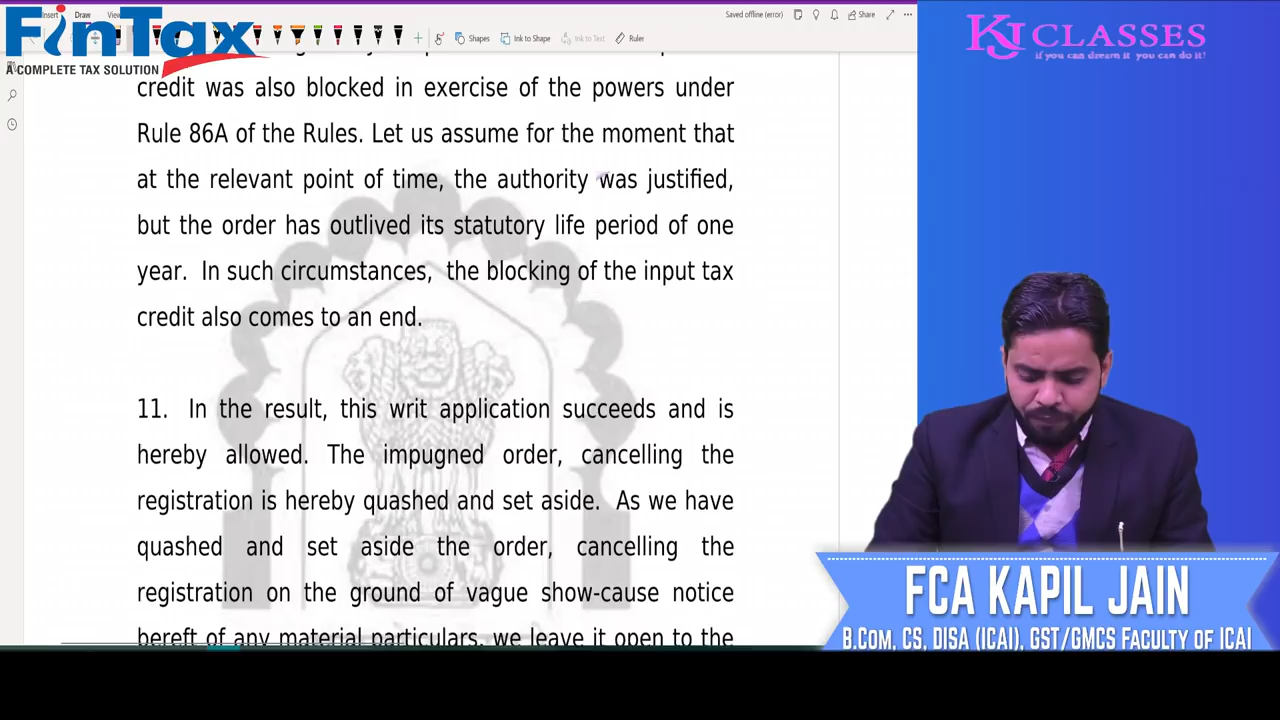 Insert Draw View
Saved offline (error)
Share
FinTax
A COMPLETE TAX SOLUTION
Shapes
Ink to Shape
Ink to Text
Ruler
KJ CLASSES
if you can dream it you can do it!
credit was also blocked in exercise of the powers under
Rule 86A of the Rules. Let us assume for the moment that
at the relevant point of time, the authority was justified,
but the order has outlived its statutory life period of one
year. In such circumstances, the blocking of the input tax
credit also comes to an end.
11. In the result, this writ application succeeds and is
hereby allowed. The impugned order, cancelling the
registration is hereby quashed and set aside. As we have
quashed and set aside the order, cancelling the
registration on the ground of vague show-cause notice
bereft of any material particulars, we leave it open to the
FCA KAPIL JAIN
B.COM, CS, DISA (ICAI), GST/GMCS FACULTY OF ICAI